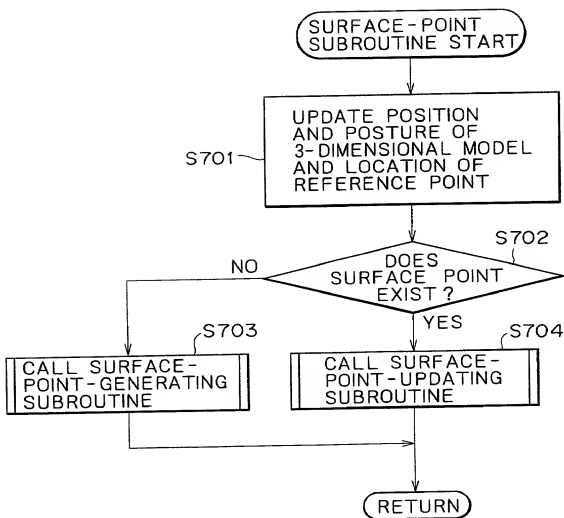 SURFACE-POINT
SUBROUTINE START
UPDATE POSITION
AND POSTURE OF
3-DIMENSIONAL MODEL
AND LOCATION OF
REFERENCE POINT
S701
S702
DOES
SURFACE POINT
EXIST?
NO
YES
S703
CALL SURFACE-
POINT-GENERATING
SUBROUTINE
S704
CALL SURFACE-
POINT-UPDATING
SUBROUTINE
RETURN